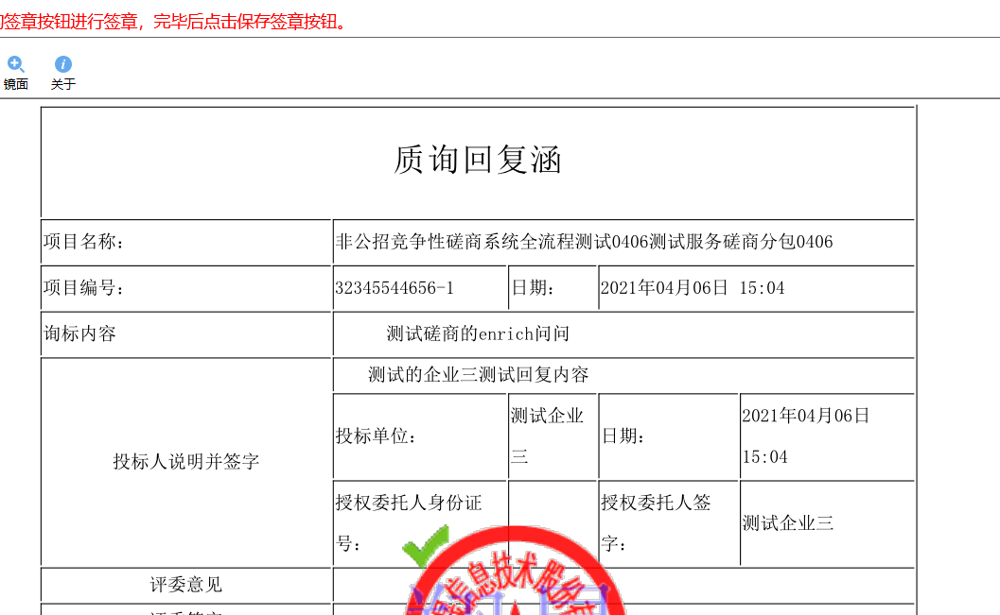 签章按钮进行签章，完毕后点击保存签章按钮。
镜面 关于
质询回复涵
项目名称: 非公招竞争性磋商系统全流程测试0406测试服务磋商分包0406
项目编号: 32345544656-1 日期: 2021年04月06日 15:04
询标内容 测试磋商的enrich问问
测试的企业三测试回复内容
投标人说明并签字
投标单位: 测试企业
三
日期: 2021年04月06日
15:04
授权委托人身份证
号:
授权委托人签
字:
测试企业三
评委意见
信息技术股份有